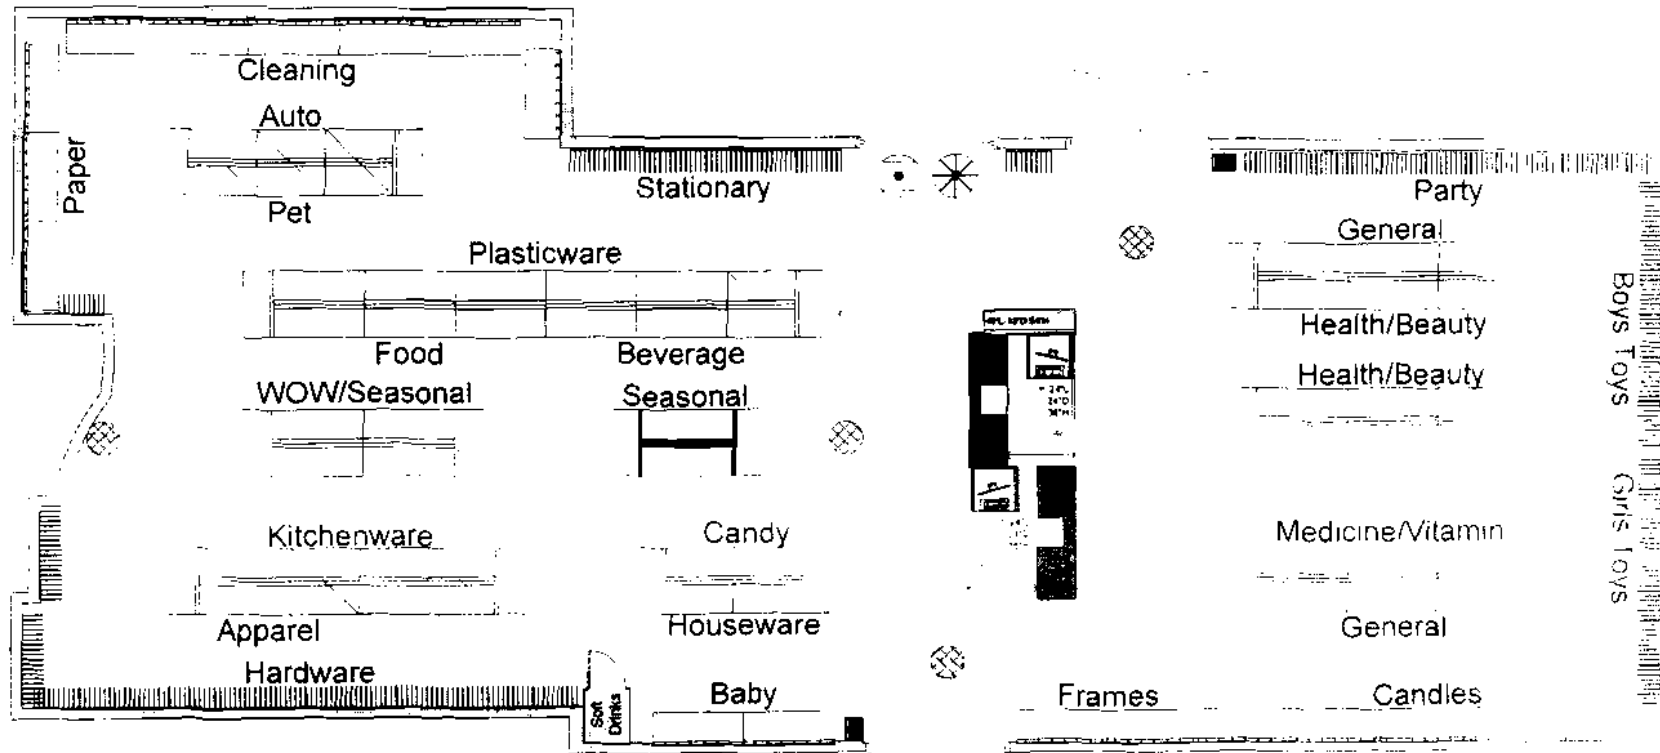 Cleaning
Auto
Paper
Pet
Stationary
Party
General
Plasticware
Boys Toys
Health/Beauty
Food
Beverage
Health/Beauty
WOW/Seasonal
Seasonal
Girls Toys
Kitchenware
Candy
Medicine/Vitamin
Apparel
Houseware
General
Hardware
Soft
Drinks
Baby
Frames
Candles